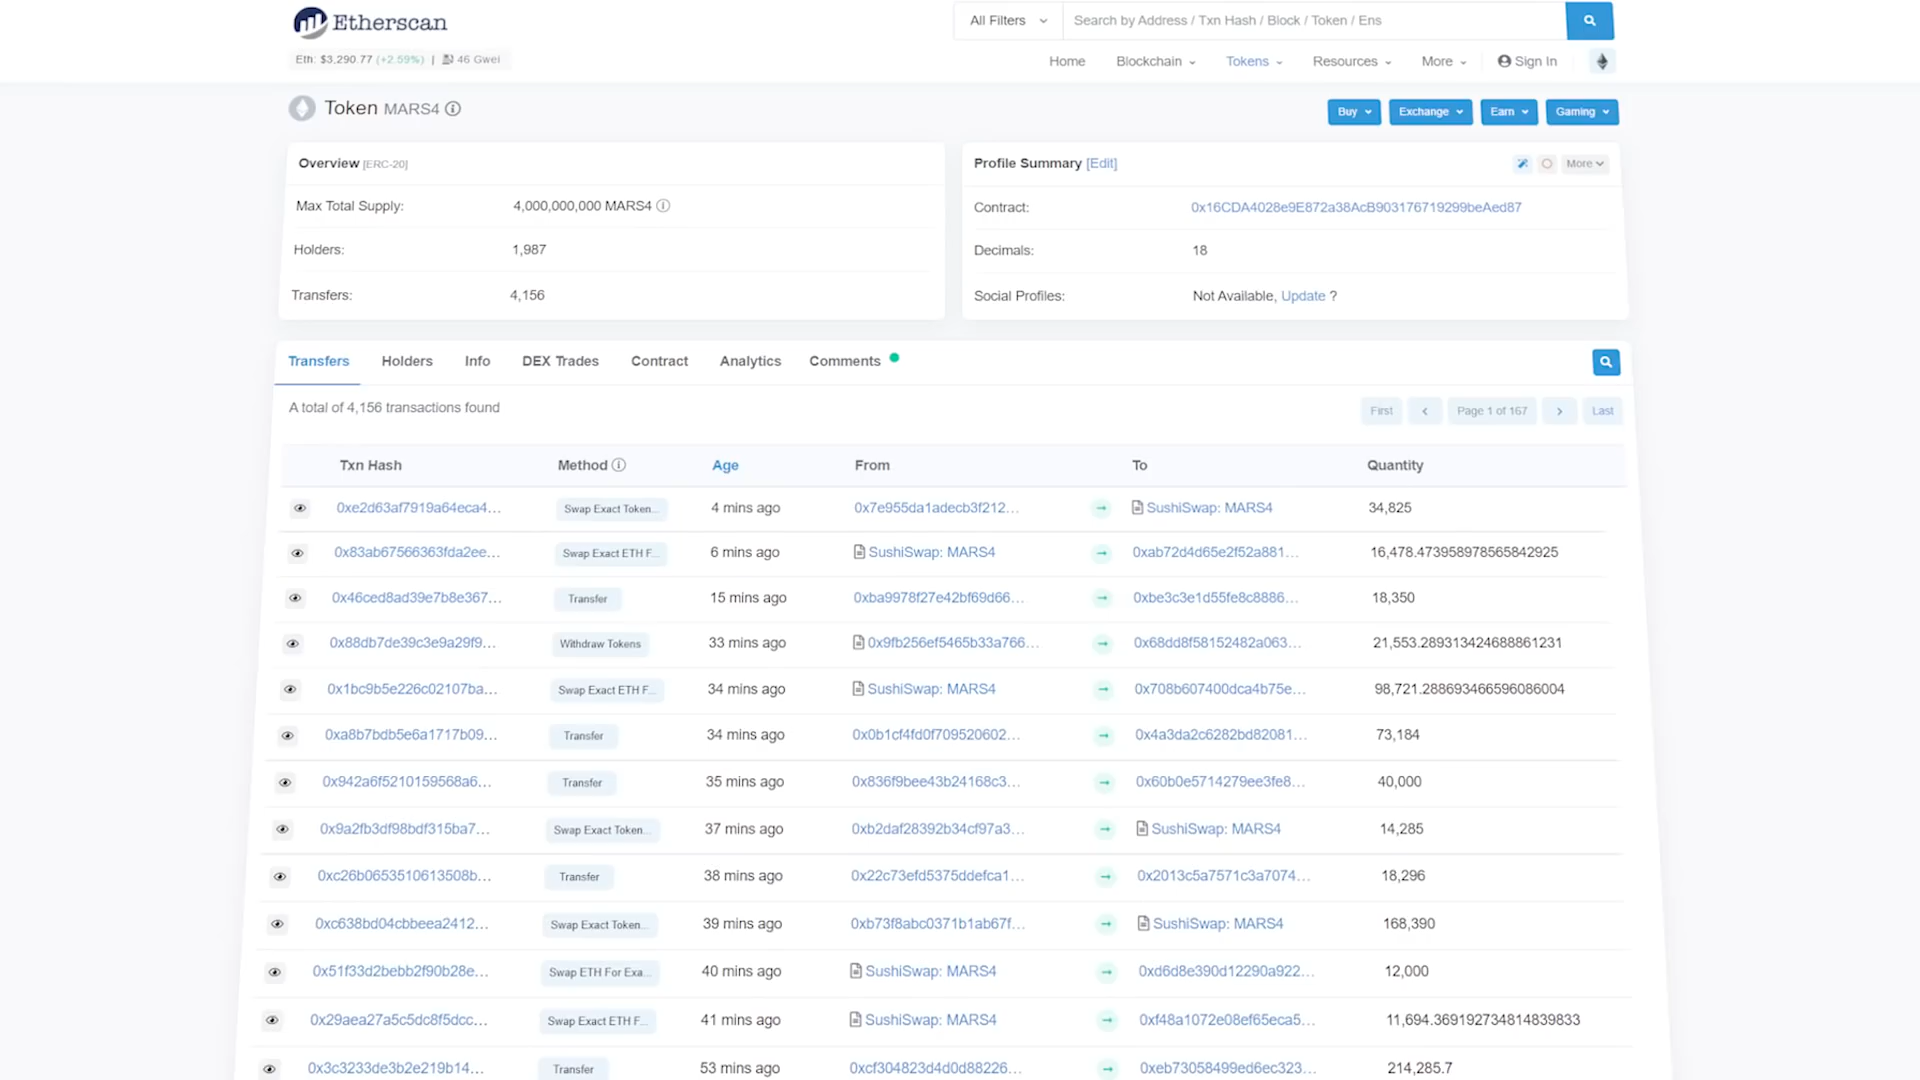 Etherscan
All Filters
Search by Address / Txn Hash / Block / Token / Ens
Eth: $3,290.77 (+2.59%) | 46 Gwei
Home Blockchain Tokens Resources More Sign In
Token MARS4
Buy Exchange Earn Gaming
Overview [ERC-20]
Max Total Supply: 4,000,000,000 MARS4
Holders: 1,987
Transfers: 4,156
Profile Summary [Edit]
More
Contract: 0x16CDA4028e9E872a38AcB903176719299beAed87
Decimals: 18
Social Profiles: Not Available, Update ?
Transfers Holders Info DEX Trades Contract Analytics Comments
A total of 4,156 transactions found
First Page 1 of 167 Last
Txn Hash Method Age From To Quantity
0xe2d63af7919a64eca4... Swap Exact Token... 4 mins ago 0x7e955da1adecb3f212... SushiSwap: MARS4 34,825
0x83ab67566363fda2ee... Swap Exact ETH F... 6 mins ago SushiSwap: MARS4 0xab72d4d65e2f52a881... 16,478.473958978565842925
0x46ced8ad39e7b8e367... Transfer 15 mins ago 0xba9978f27e42bf69d66... 0xbe3c3e1d55fe8c8886... 18,350
0x88db7de39c3e9a29f9... Withdraw Tokens 33 mins ago 0x9fb256ef5465b33a766... 0x68dd8f58152482a063... 21,553.289313424688861231
0x1bc9b5e226c02107ba... Swap Exact ETH F... 34 mins ago SushiSwap: MARS4 0x708b607400dca4b75e... 98,721.288693466596086004
0xa8b7bdb5e6a1717b09... Transfer 34 mins ago 0x0b1cf4fd0f709520602... 0x4a3da2c6282bd82081... 73,184
0x942a6f5210159568a6... Transfer 35 mins ago 0x836f9bee43b24168c3... 0x60b0e5714279ee3fe8... 40,000
0x9a2fb3df98bdf315ba7... Swap Exact Token... 37 mins ago 0xb2daf28392b34cf97a3... SushiSwap: MARS4 14,285
0xc26b0653510613508b... Transfer 38 mins ago 0x22c73efd5375ddefca1... 0x2013c5a7571c3a7074... 18,296
0xc638bd04cbbeea2412... Swap Exact Token... 39 mins ago 0xb73f8abc0371b1ab67f... SushiSwap: MARS4 168,390
0x51f33d2bebb2f90b28e... Swap ETH For Exa... 40 mins ago SushiSwap: MARS4 0xd6d8e390d12290a922... 12,000
0x29aea27a5c5dc8f5dcc... Swap Exact ETH F... 41 mins ago SushiSwap: MARS4 0xf48a1072e08ef65eca5... 11,694.369192734814839833
0x3c3233de3b2e219b14... Transfer 53 mins ago 0xcf304823d4d0d88226... 0xeb73058499ed6ec323... 214,285.7